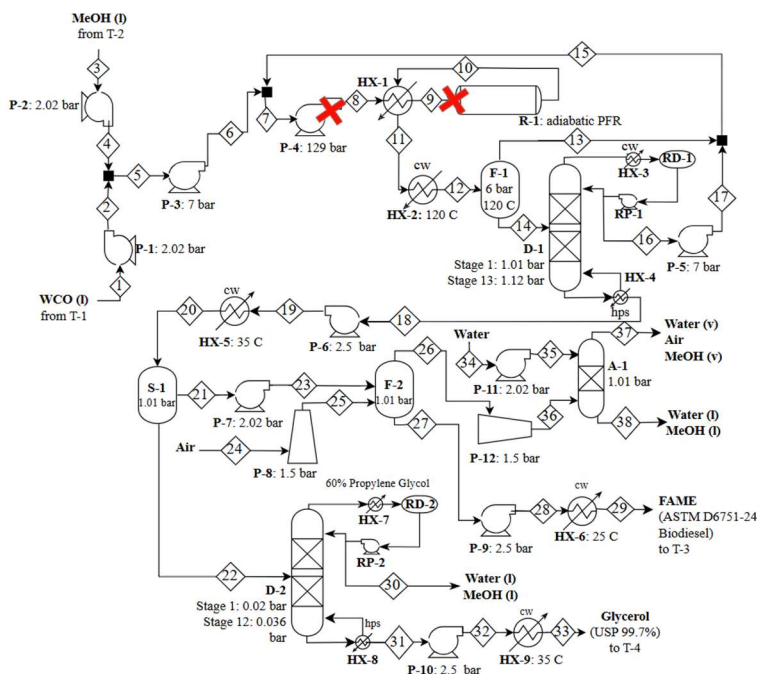 MeOH (l)
from T-2
3
P-2: 2.02 bar
4
5
2
P-3: 7 bar
6
P-1: 2.02 bar
1
WCO (l)
from T-1
7
P-4: 129 bar
8
HX-1
9
10
R-1: adiabatic PFR
15
11
cw
HX-2: 120 C
12
F-1
6 bar
120 C
13
14
cw
HX-3
RD-1
RP-1
D-1
Stage 1: 1.01 bar
Stage 13: 1.12 bar
16
17
P-5: 7 bar
HX-4
hps
18
P-6: 2.5 bar
19
cw
HX-5: 35 C
20
S-1
1.01 bar
21
P-7: 2.02 bar
23
Air
24
P-8: 1.5 bar
25
F-2
1.01 bar
26
27
Water
34
P-11: 2.02 bar
35
P-12: 1.5 bar
36
A-1
1.01 bar
37
Water (v)
Air
MeOH (v)
38
Water (l)
MeOH (l)
P-9: 2.5 bar
28
cw
HX-6: 25 C
29
FAME
(ASTM D6751-24
Biodiesel)
to T-3
22
60% Propylene Glycol
HX-7
RD-2
RP-2
D-2
Stage 1: 0.02 bar
Stage 12: 0.036
bar
30
Water (l)
MeOH (l)
hps
HX-8
31
P-10: 2.5 bar
32
cw
HX-9: 35 C
33
Glycerol
(USP 99.7%)
to T-4